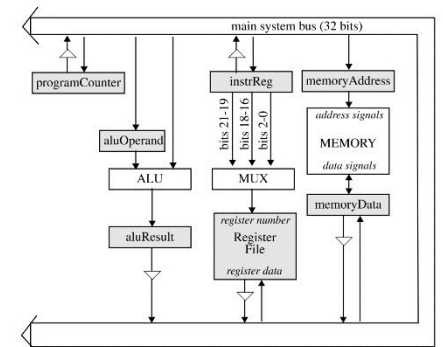 main system bus (32 bits)
programCounter
instrReg
memoryAddress
bits 21-19
bits 18-16
bits 2-0
address signals
MEMORY
data signals
aluOperand
ALU
MUX
memoryData
aluResult
register number
Register
File
register data